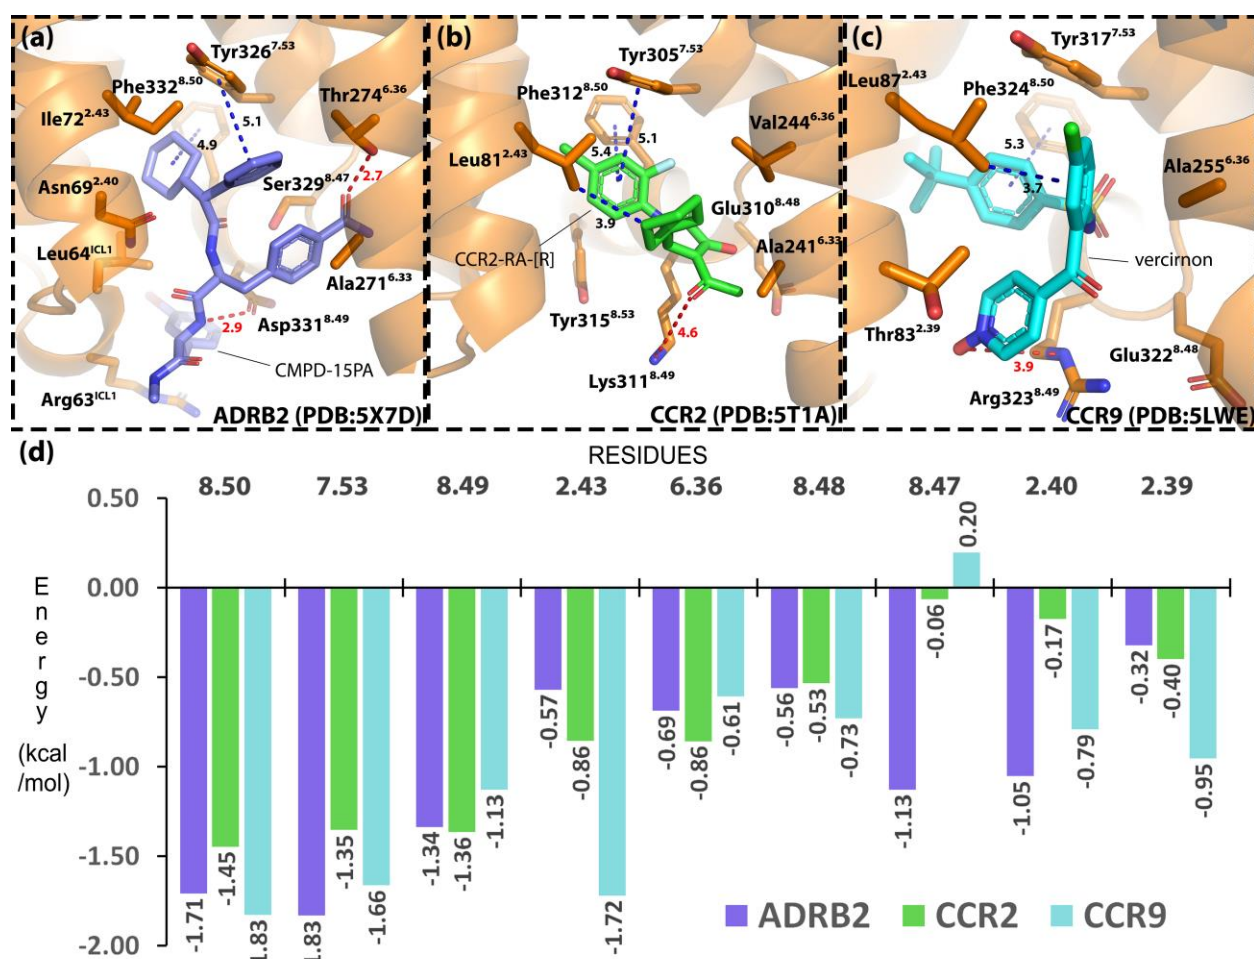 (a)
Tyr326^7.53
Phe332^8.50
Thr274^6.36
Ile72^2.43
5.1
4.9
Asn69^2.40
Ser329^8.47
2.7
Leu64^ICL1
Ala271^6.33
2.9
Asp331^8.49
CMPD-15PA
Arg63^ICL1
ADRB2 (PDB:5X7D)
(b)
Tyr305^7.53
Phe312^8.50
Val244^6.36
5.1
5.4
Leu81^2.43
Glu310^8.48
3.9
CCR2-RA-[R]
Ala241^6.33
Tyr315^8.53
4.6
Lys311^8.49
CCR2 (PDB:5T1A)
(c)
Tyr317^7.53
Leu87^2.43
Phe324^8.50
5.3
Ala255^6.36
3.7
vercirnon
Thr83^2.39
3.9
Glu322^8.48
Arg323^8.49
CCR9 (PDB:5LWE)
(d)
RESIDUES
8.50 7.53 8.49 2.43 6.36 8.48 8.47 2.40 2.39
0.50
0.00
-0.50
-1.00
-1.50
-2.00
Energy
(kcal
/mol)
-1.71 -1.45 1.83
1.83 -1.35 -1.66
-1.34 -1.36 -1.13
-0.57 -0.86 -1.72
-0.69 -0.86 -0.61
-0.56 -0.53 -0.73
-1.13 -0.06 0.20
-1.05 -0.17 -0.79
-0.32 -0.40 -0.95
ADRB2 CCR2 CCR9